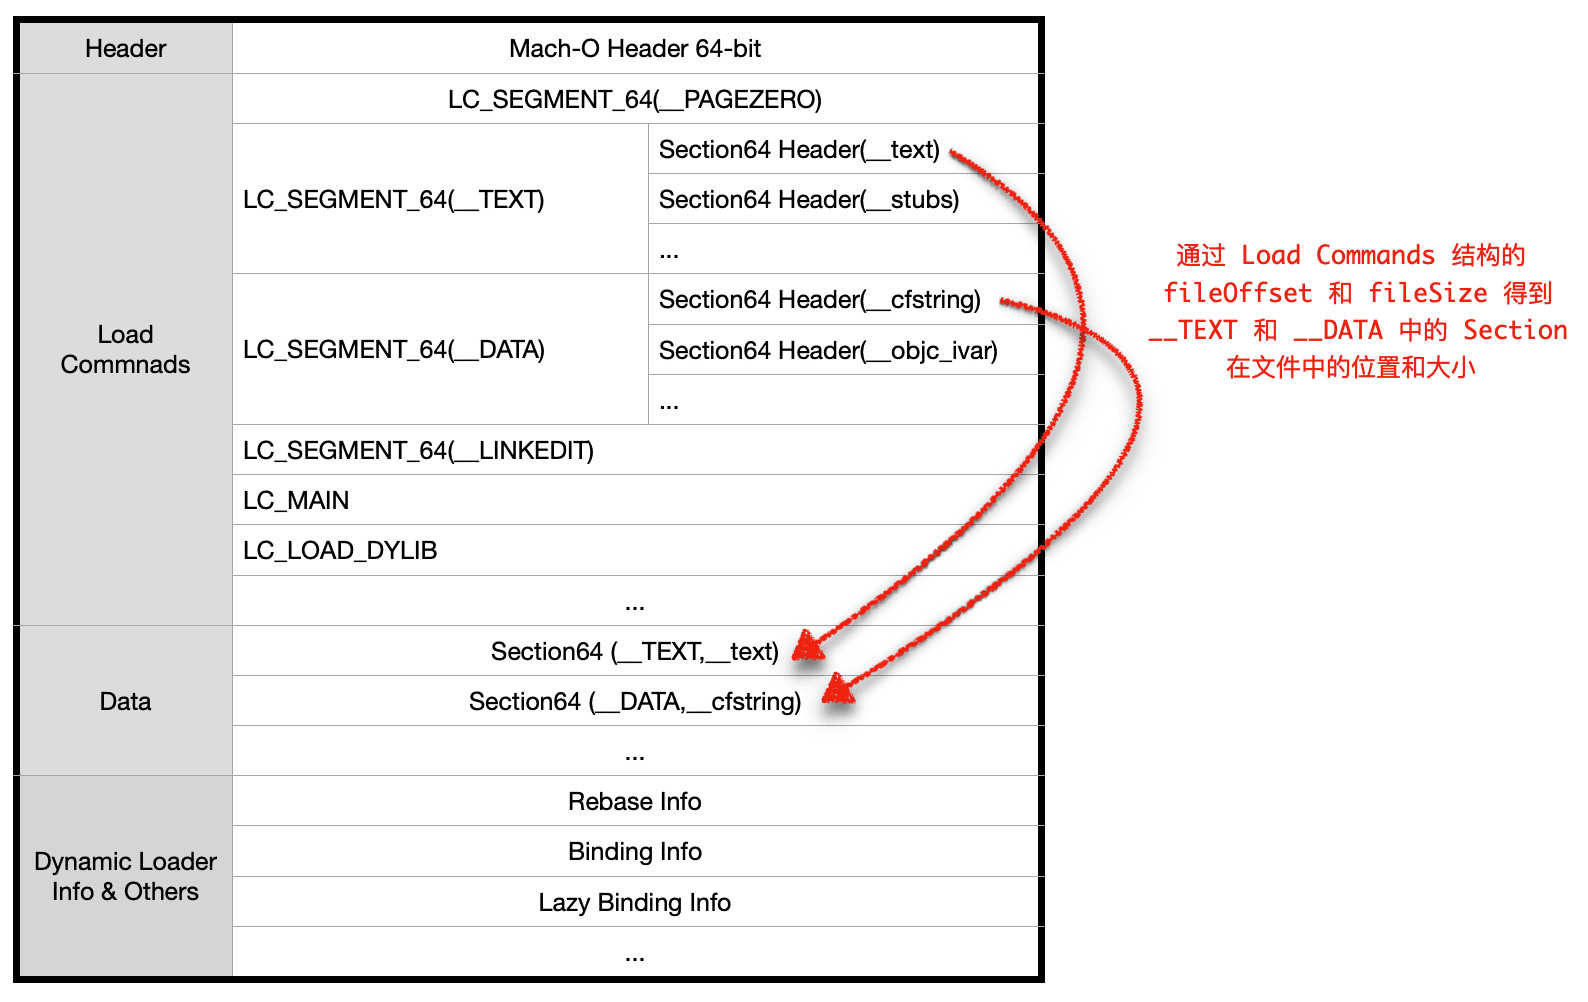 Header
Mach-O Header 64-bit
Load
Commnads
LC_SEGMENT_64(__PAGEZERO)
LC_SEGMENT_64(__TEXT)
Section64 Header(__text)
Section64 Header(__stubs)
...
LC_SEGMENT_64(__DATA)
Section64 Header(__cfstring)
Section64 Header(__objc_ivar)
...
LC_SEGMENT_64(__LINKEDIT)
LC_MAIN
LC_LOAD_DYLIB
...
Data
Section64 (__TEXT,__text)
Section64 (__DATA,__cfstring)
...
Dynamic Loader
Info & Others
Rebase Info
Binding Info
Lazy Binding Info
...
通过 Load Commands 结构的
fileOffset 和 fileSize 得到
__TEXT 和 __DATA 中的 Section
在文件中的位置和大小